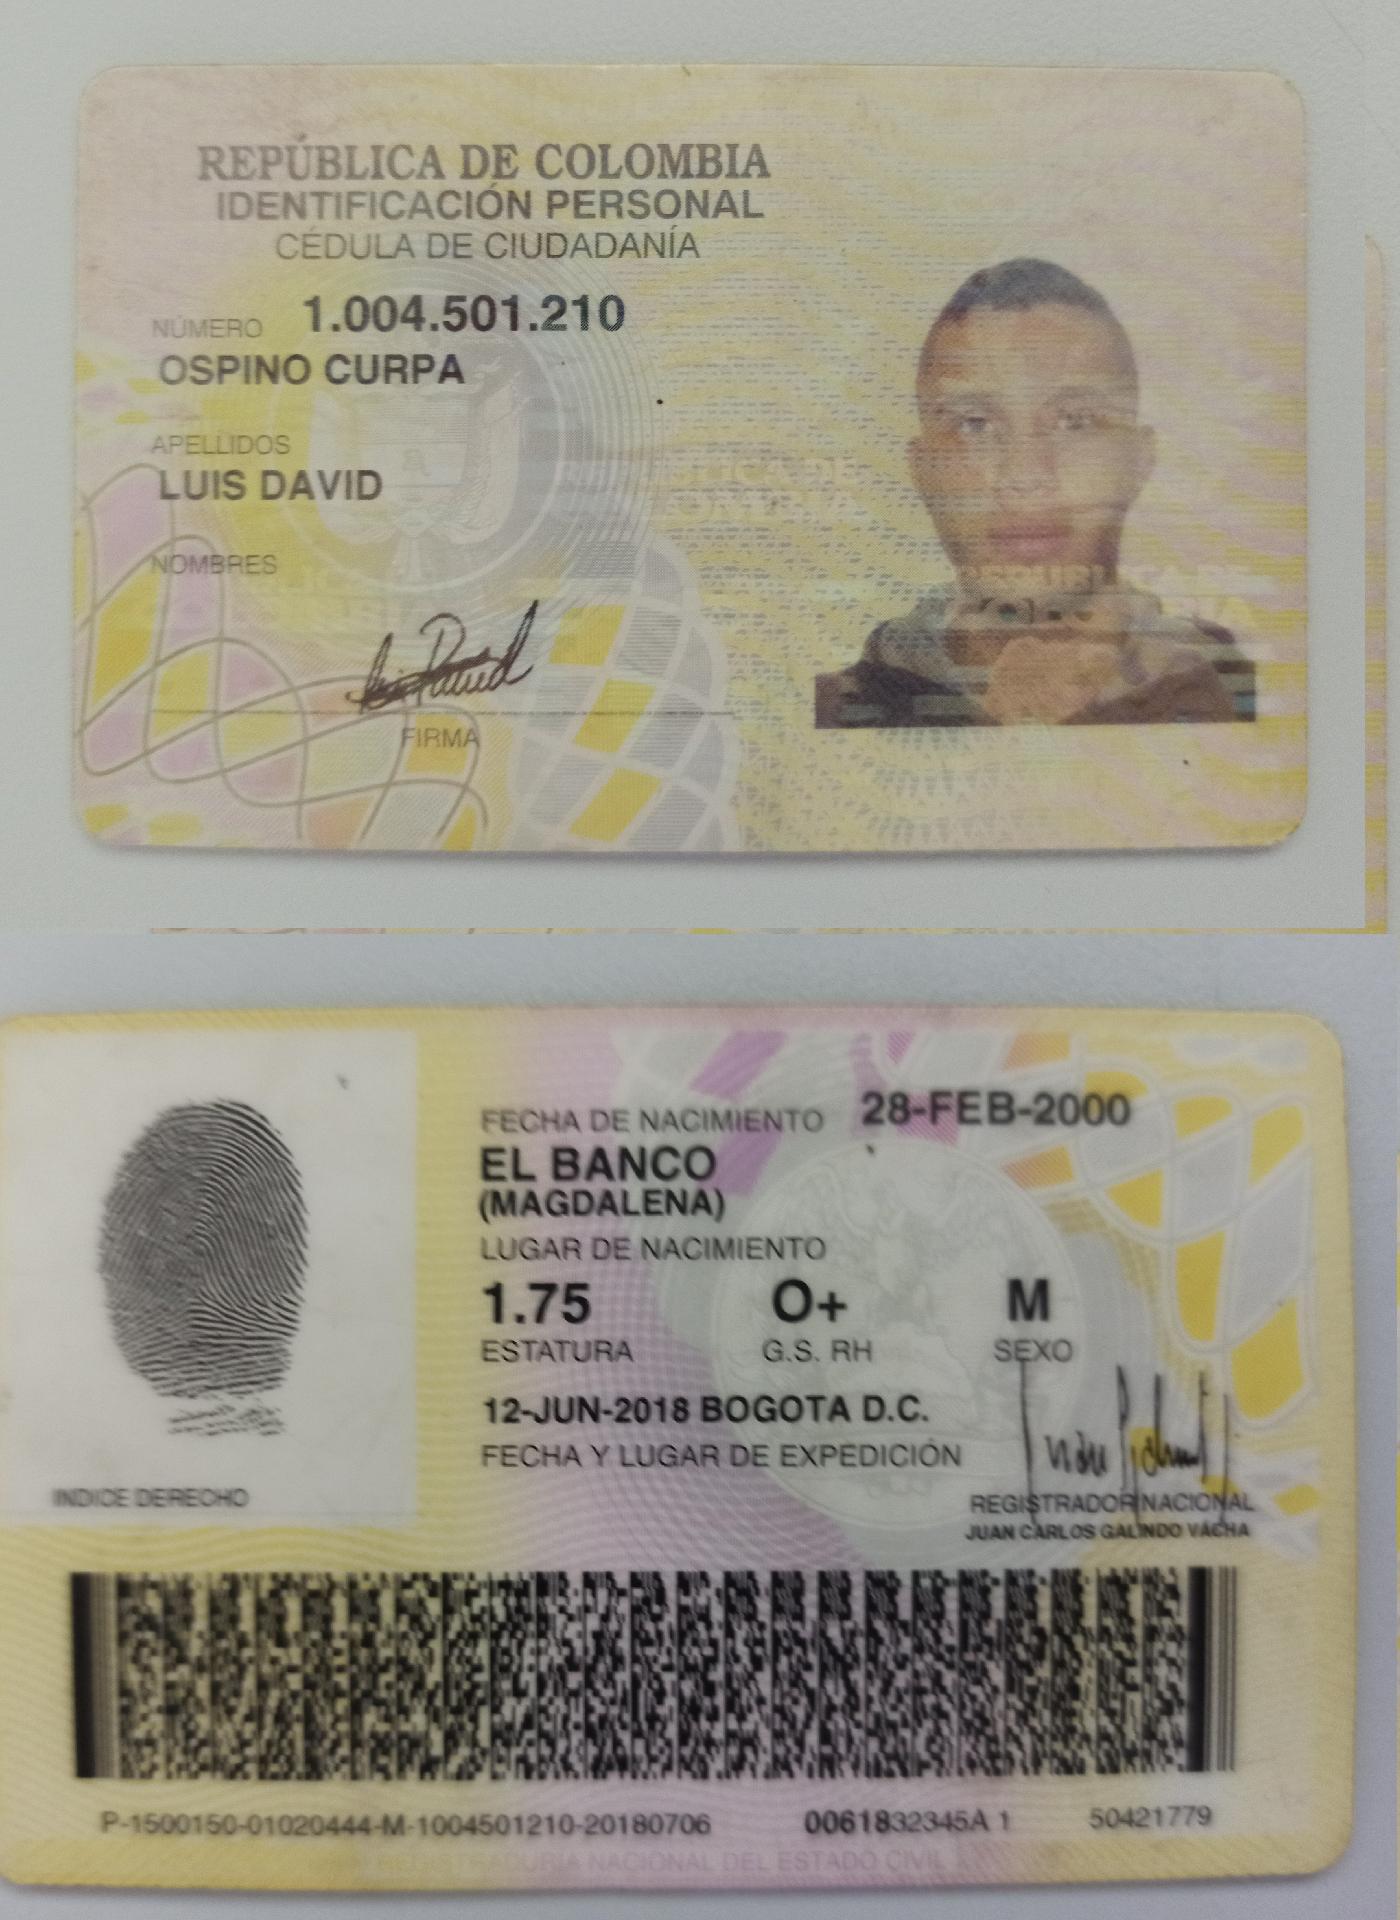 REPÚBLICA DE COLOMBIA
IDENTIFICACIÓN PERSONAL
CÉDULA DE CIUDADANÍA
NÚMERO 1.004.501.210
OSPINO CURPA
APELLIDOS
LUIS DAVID
NOMBRES
Luis David
FIRMA
FECHA DE NACIMIENTO 28-FEB-2000
EL BANCO
(MAGDALENA)
LUGAR DE NACIMIENTO
1.75 O+ M
ESTATURA G.S. RH SEXO
12-JUN-2018 BOGOTA D.C.
FECHA Y LUGAR DE EXPEDICIÓN
INDICE DERECHO
REGISTRADOR NACIONAL
JUAN CARLOS GALINDO VÁCHA
P-1500150-01020444-M-1004501210-20180706 0061832345A 1 50421779
REGISTRADURIA NACIONAL DEL ESTADO CIVIL